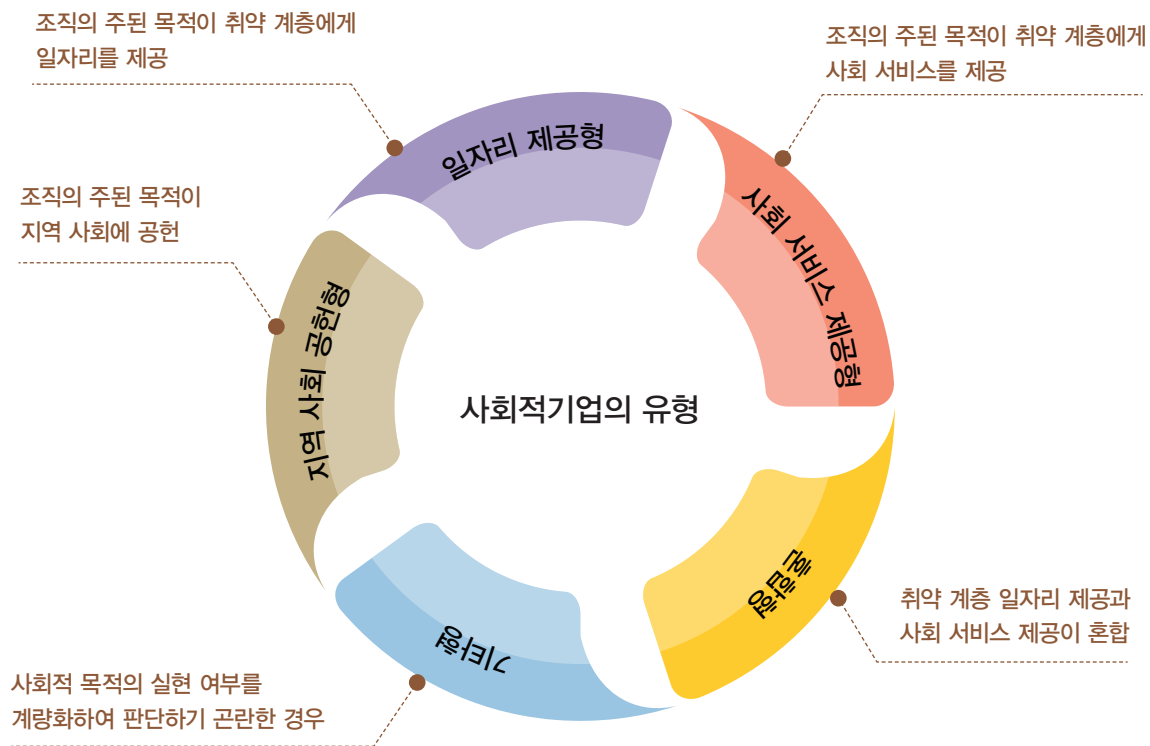 조직의 주된 목적이 취약 계층에게
일자리를 제공
조직의 주된 목적이 취약 계층에게
사회 서비스를 제공
일자리 제공형
사회 서비스 제공형
조직의 주된 목적이
지역 사회에 공헌
지역 사회 공헌형
사회적기업의 유형
혼합형
취약 계층 일자리 제공과
사회 서비스 제공이 혼합
기타형
사회적 목적의 실현 여부를
계량화하여 판단하기 곤란한 경우